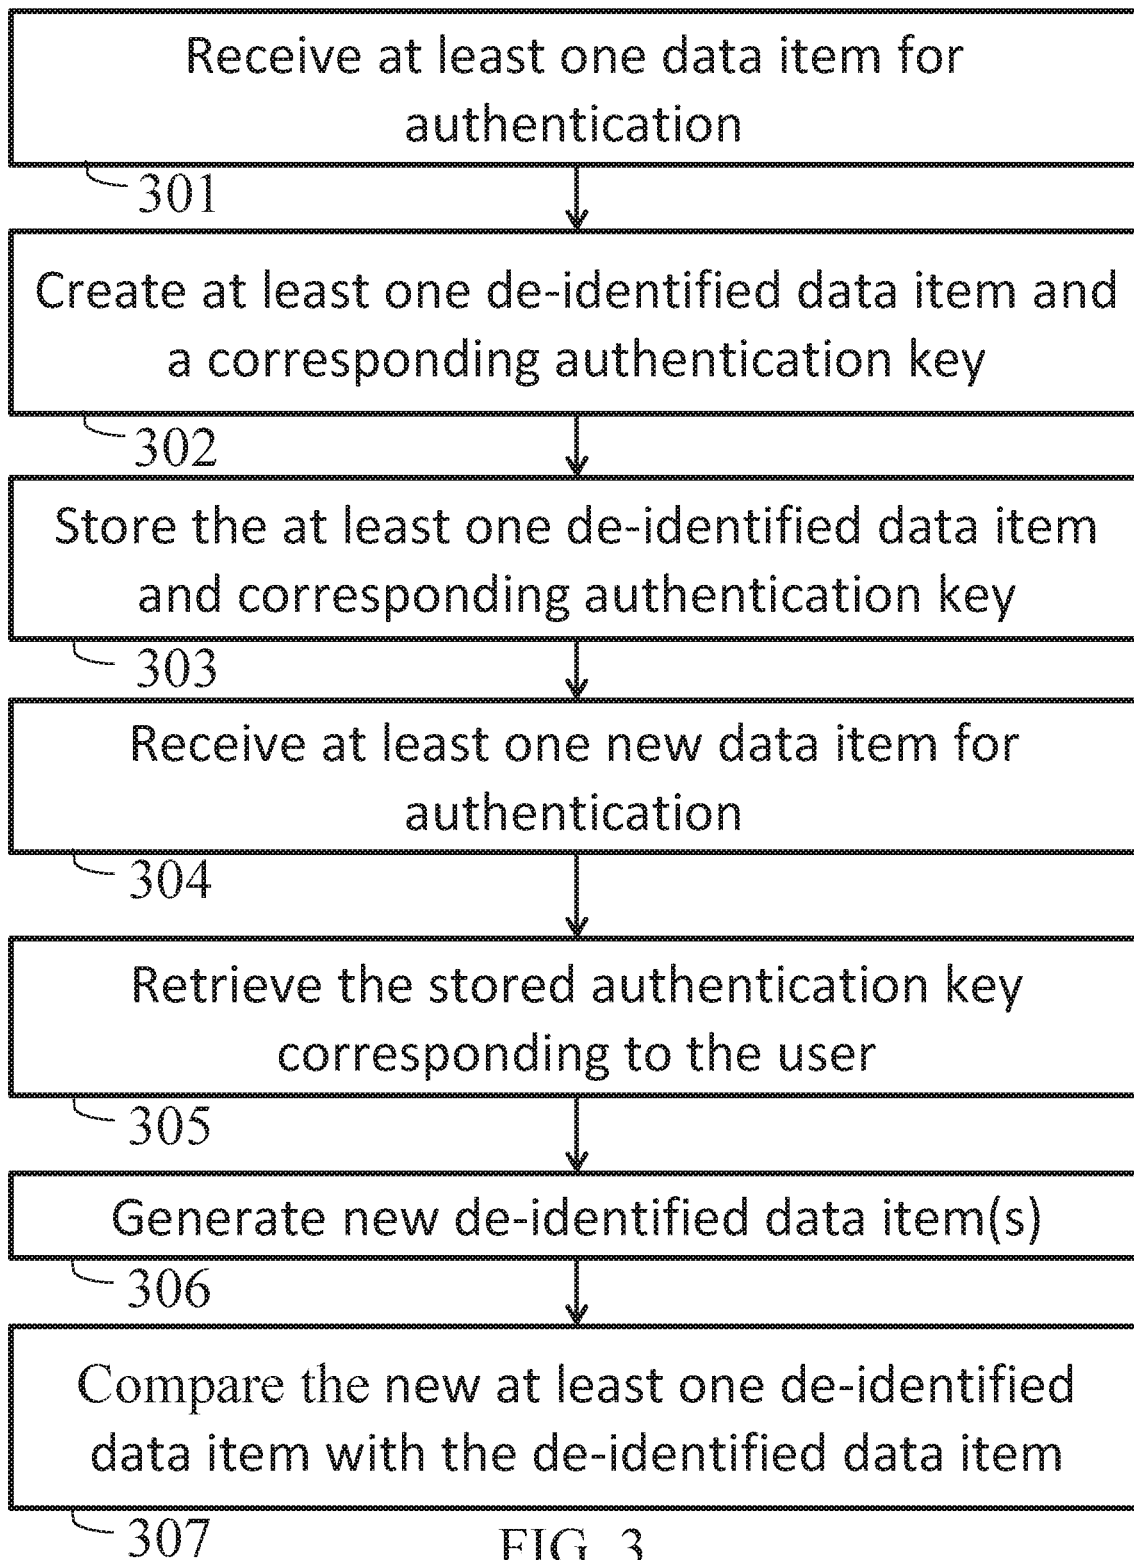 Receive at least one data item for
authentication
301
Create at least one de-identified data item and
a corresponding authentication key
302
Store the at least one de-identified data item
and corresponding authentication key
303
Receive at least one new data item for
authentication
304
Retrieve the stored authentication key
corresponding to the user
305
Generate new de-identified data item(s)
306
Compare the new at least one de-identified
data item with the de-identified data item
307
FIG. 3